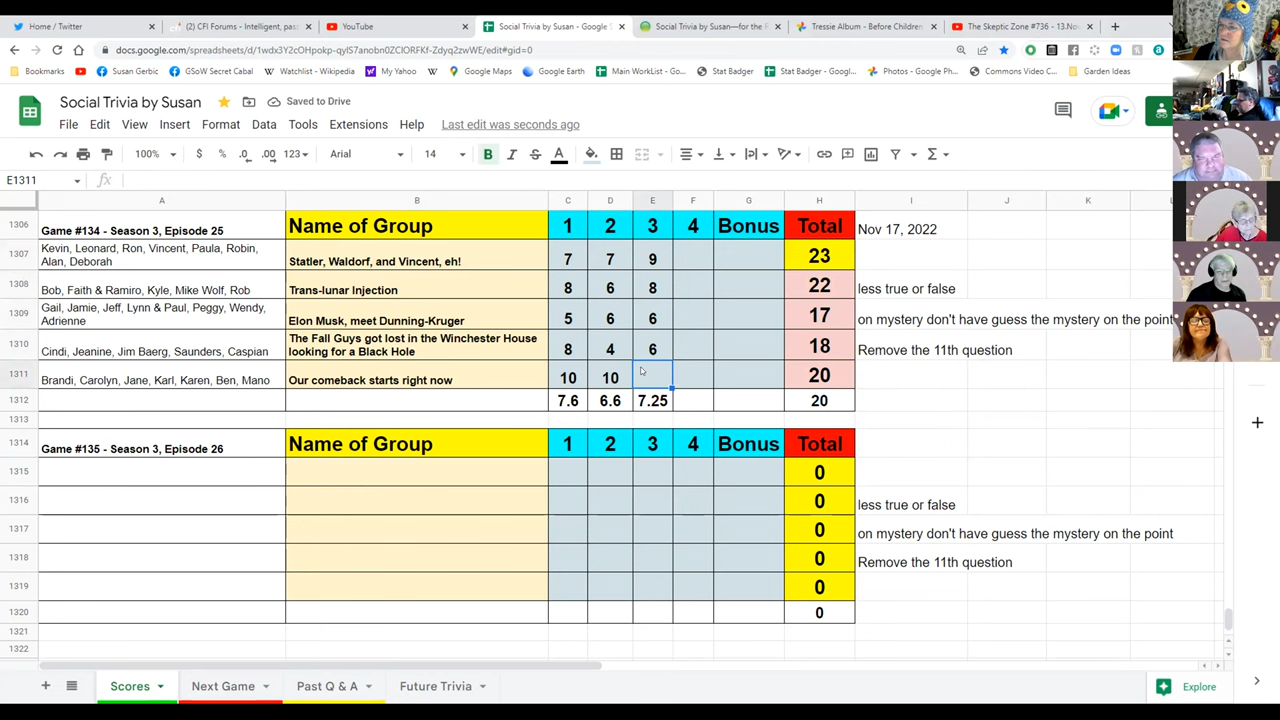 Home / Twitter
(2) CFI Forums - Intelligent, pas
YouTube
Social Trivia by Susan - Google S
Social Trivia by Susan—for the F
Tressie Album - Before Children
The Skeptic Zone #736 - 13.Nov
docs.google.com/spreadsheets/d/1wdx3Y2cOHpokp-qyIS7anobn0ZClORFKf-Zdyq2zwWE/edit#gid=0
Bookmarks
Susan Gerbic
GSoW Secret Cabal
Watchlist - Wikipedia
My Yahoo
Google Maps
Google Earth
Main WorkList - Go...
Stat Badger
Stat Badger - Googl...
Photos - Google Ph...
Commons Video C...
Garden Ideas
Social Trivia by Susan
Saved to Drive
File Edit View Insert Format Data Tools Extensions Help Last edit was seconds ago
100% $ % .0 .00 123 Arial 14 B I S A
E1311 fx
A B C D E F G H I J K
1306 Game #134 - Season 3, Episode 25 Name of Group 1 2 3 4 Bonus Total Nov 17, 2022
Kevin, Leonard, Ron, Vincent, Paula, Robin,
1307 Alan, Deborah Statler, Waldorf, and Vincent, eh! 7 7 9 23
1308 Bob, Faith & Ramiro, Kyle, Mike Wolf, Rob Trans-lunar Injection 8 6 8 22 less true or false
Gail, Jamie, Jeff, Lynn & Paul, Peggy, Wendy,
1309 Adrienne Elon Musk, meet Dunning-Kruger 5 6 6 17 on mystery don't have guess the mystery on the point
The Fall Guys got lost in the Winchester House
1310 Cindi, Jeanine, Jim Baerg, Saunders, Caspian looking for a Black Hole 8 4 6 18 Remove the 11th question
1311 Brandi, Carolyn, Jane, Karl, Karen, Ben, Mano Our comeback starts right now 10 10 20
1312 7.6 6.6 7.25 20
1313
1314 Game #135 - Season 3, Episode 26 Name of Group 1 2 3 4 Bonus Total
1315 0
1316 0 less true or false
1317 0 on mystery don't have guess the mystery on the point
1318 0 Remove the 11th question
1319 0
1320 0
1321
1322
Scores Next Game Past Q & A Future Trivia Explore